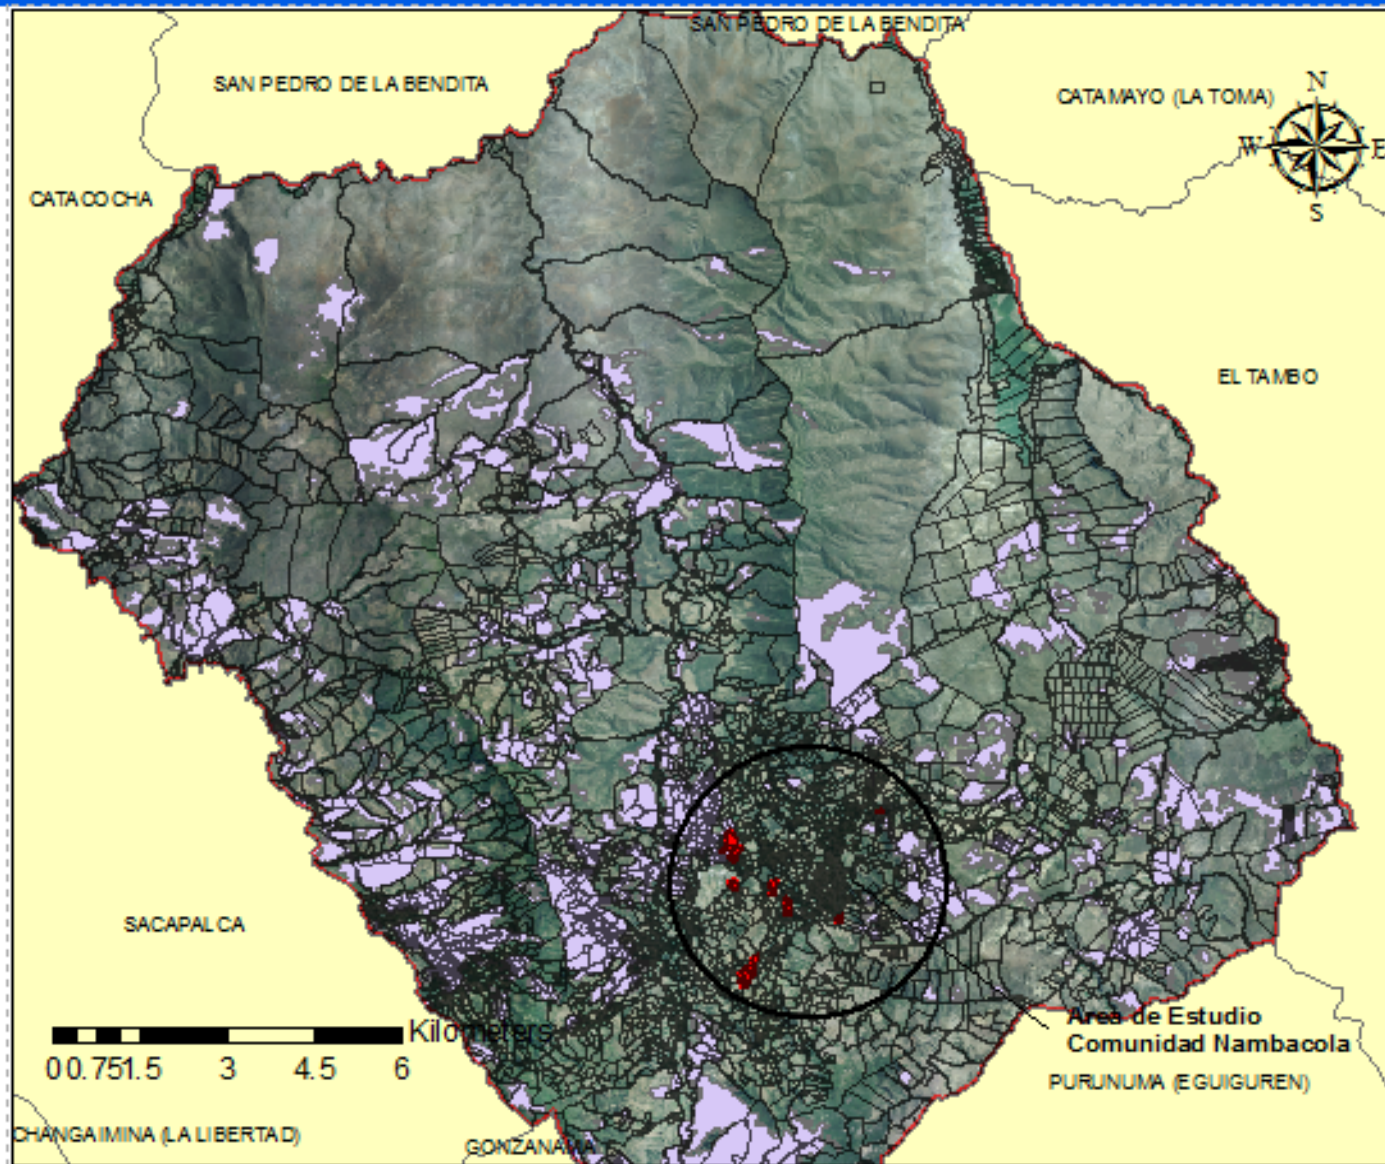 SAN PEDRO DE LA BENDITA
SAN PEDRO DE LA BENDITA
CATAMAYO (LA TOMA)
N
W
E
S
CATACOCHA
EL TAMBO
SACAPALCA
Kilometers
0 0.75 1.5 3 4.5 6
Area de Estudio
Comunidad Nambacola
PURUNUMA (EGUIGUREN)
CHANGAIMINA (LA LIBERTAD)
GONZANAMA